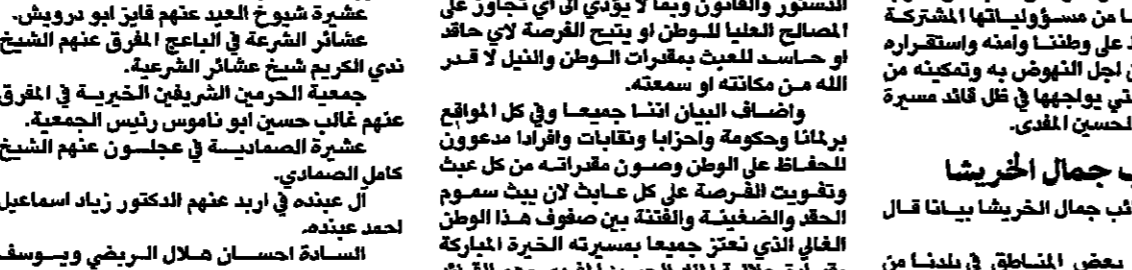 ا من مسؤولياتها المشتركة
على وطننا وامنه واستقراره
اجل النهوض به وتمكينه من
تي يواجهها في ظل قائد مسيرة
لحسين المفدى.
جمال الخريشا
ائب جمال الخريشا بيانا قال
بعض المناطق في بلدنا من
الدستور والقانون وبما لا يؤدي الى اي تجاوز على
المصالح العليا للوطن او يتيح الفرصة لاي حاقد
او حاسد للعبث بمقدرات الوطن والنيل لا قدر
الله من مكانته او سمعته.
واضاف البيان اننا جميعا وفي كل المواقع
برلمانا وحكومة واحزابا ونقابات وافرادا مدعوون
للحفاظ على الوطن وصون مقدراته من كل عبث
وتفويت الفرصة على كل عابث لان يبث سموم
الحقد والضغينة والفتنة بين صفوف هذا الوطن
الغالي الذي نعتز جميعا بمسيرته الخيرة المباركة
عشيرة شيوخ العيد عنهم فايز ابو درويش.
عشائر الشرعة في الباعج المفرق عنهم الشيخ
ندي الكريم شيخ عشائر الشرعية.
جمعية الحرمين الشريفين الخيرية في المفرق
عنهم غالب حسين ابو ناموس رئيس الجمعية.
عشيرة الصمادية في عجلون عنهم الشيخ
كامل الصمادي.
آل عبنده في اربد عنهم الدكتور زياد اسماعيل
احمد عبنده.
السادة احسان هلال الربضي ويوسف